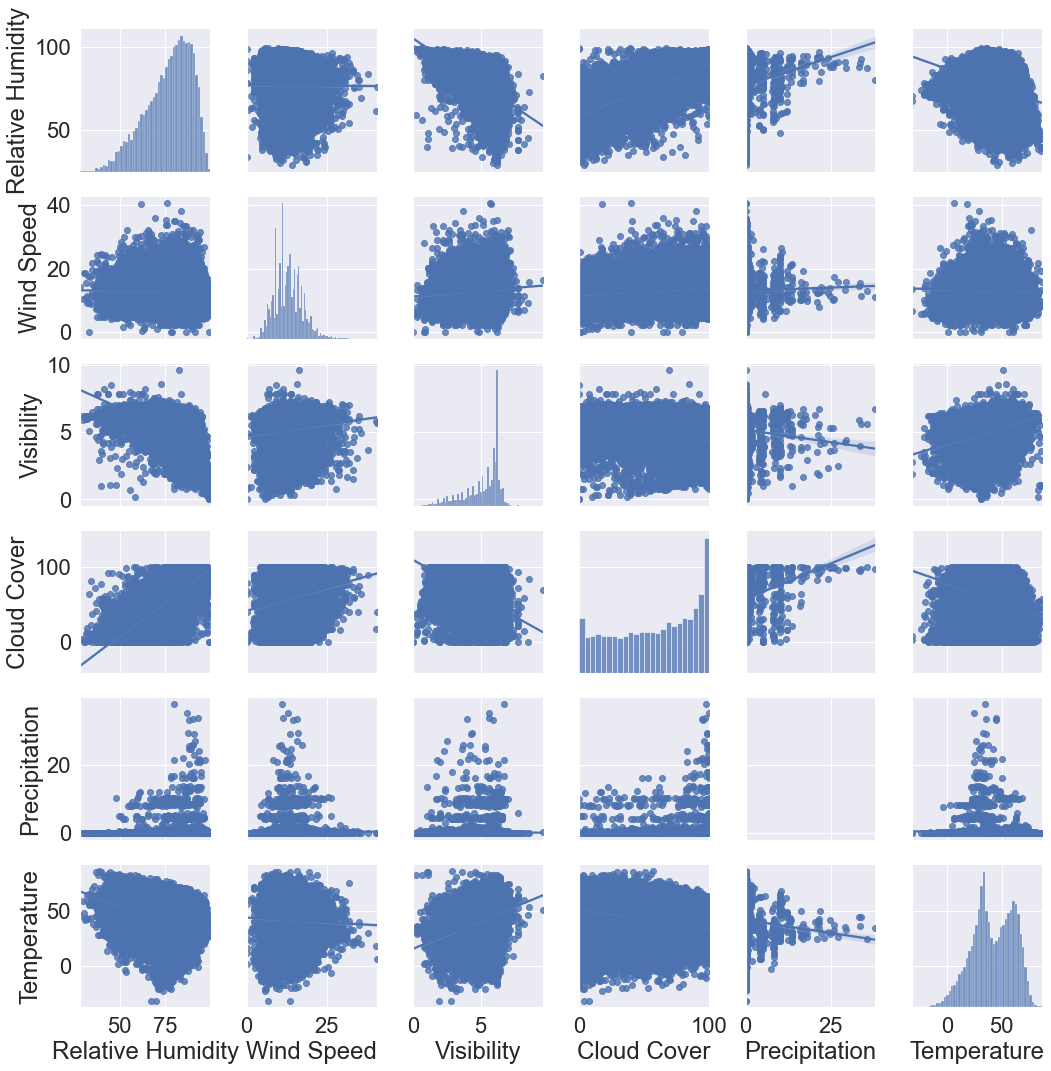 Relative Humidity
100
50
Wind Speed
40
20
0
Visibility
10
5
0
Cloud Cover
100
0
Precipitation
20
0
Temperature
50
0
50 75 0 25 0 5 0 100 0 25 0 50
Relative Humidity Wind Speed Visibility Cloud Cover Precipitation Temperature